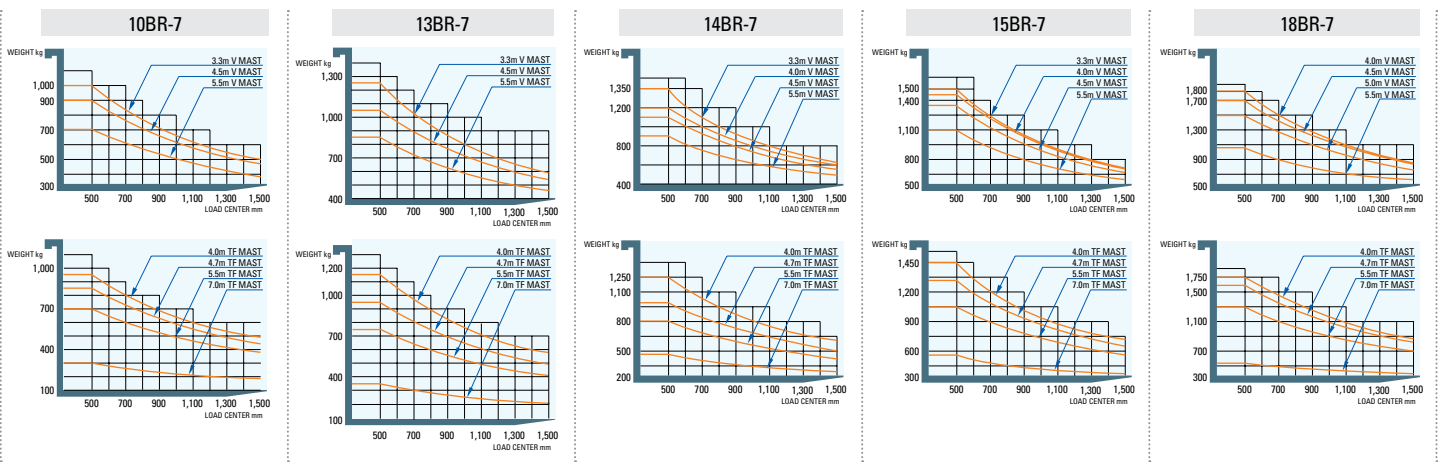 10BR-7
WEIGHT kg
3.3m V MAST
4.5m V MAST
5.5m V MAST
1,000
900
700
500
300
500 700 900 1,100 1,300 1,500
LOAD CENTER mm
WEIGHT kg
4.0m TF MAST
4.7m TF MAST
5.5m TF MAST
7.0m TF MAST
1,000
700
400
100
500 700 900 1,100 1,300 1,500
LOAD CENTER mm
13BR-7
WEIGHT kg
3.3m V MAST
4.5m V MAST
5.5m V MAST
1,300
1,000
700
400
500 700 900 1,100 1,300 1,500
LOAD CENTER mm
WEIGHT kg
4.0m TF MAST
4.7m TF MAST
5.5m TF MAST
7.0m TF MAST
1,200
1,000
700
400
100
500 700 900 1,100 1,300 1,500
LOAD CENTER mm
14BR-7
WEIGHT kg
3.3m V MAST
4.0m V MAST
4.5m V MAST
5.5m V MAST
1,350
1,200
800
400
500 700 900 1,100 1,300 1,500
LOAD CENTER mm
WEIGHT kg
4.0m TF MAST
4.7m TF MAST
5.5m TF MAST
7.0m TF MAST
1,250
1,100
800
500
200
500 700 900 1,100 1,300 1,500
LOAD CENTER mm
15BR-7
WEIGHT kg
3.3m V MAST
4.0m V MAST
4.5m V MAST
5.5m V MAST
1,500
1,400
1,100
800
500
500 700 900 1,100 1,300 1,500
LOAD CENTER mm
WEIGHT kg
4.0m TF MAST
4.7m TF MAST
5.5m TF MAST
7.0m TF MAST
1,450
1,200
900
600
300
500 700 900 1,100 1,300 1,500
LOAD CENTER mm
18BR-7
WEIGHT kg
4.0m V MAST
4.5m V MAST
5.0m V MAST
5.5m V MAST
1,800
1,700
1,300
900
500
500 700 900 1,100 1,300 1,500
LOAD CENTER mm
WEIGHT kg
4.0m TF MAST
4.7m TF MAST
5.5m TF MAST
7.0m TF MAST
1,750
1,500
1,100
700
300
500 700 900 1,100 1,300 1,500
LOAD CENTER mm